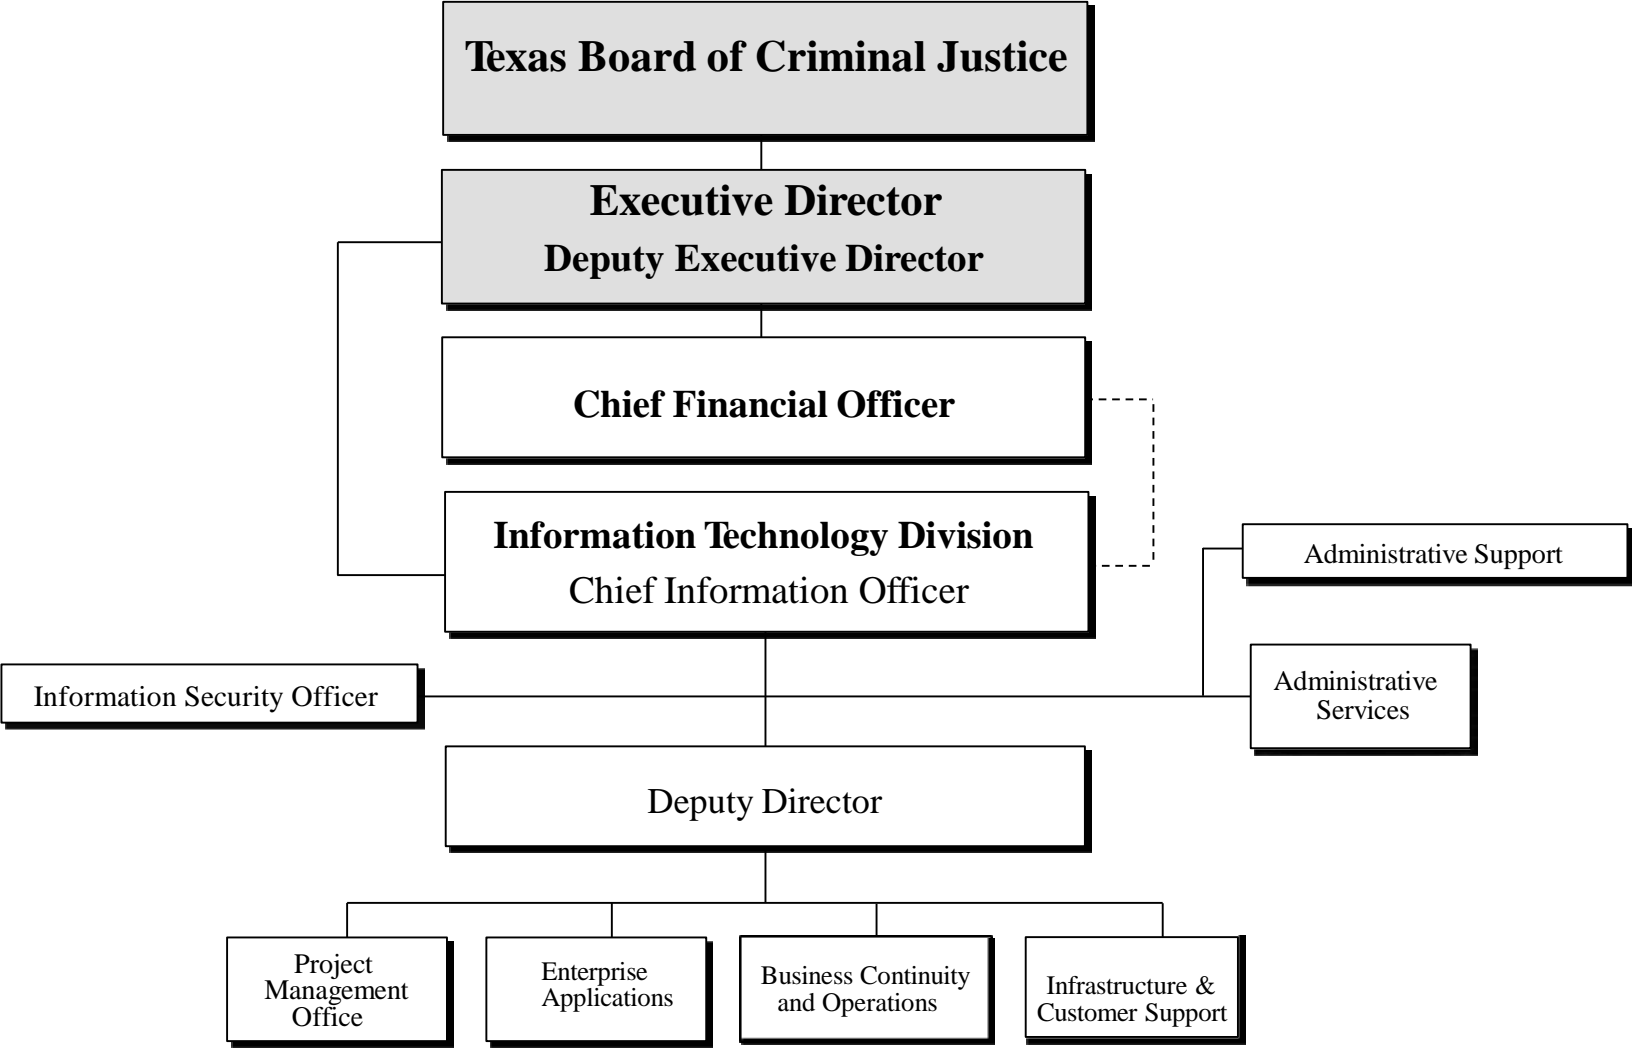 Texas Board of Criminal Justice
Executive Director
Deputy Executive Director
Chief Financial Officer
Information Technology Division
Chief Information Officer
Administrative Support
Information Security Officer
Administrative
Services
Deputy Director
Project
Management
Office
Enterprise
Applications
Business Continuity
and Operations
Infrastructure &
Customer Support